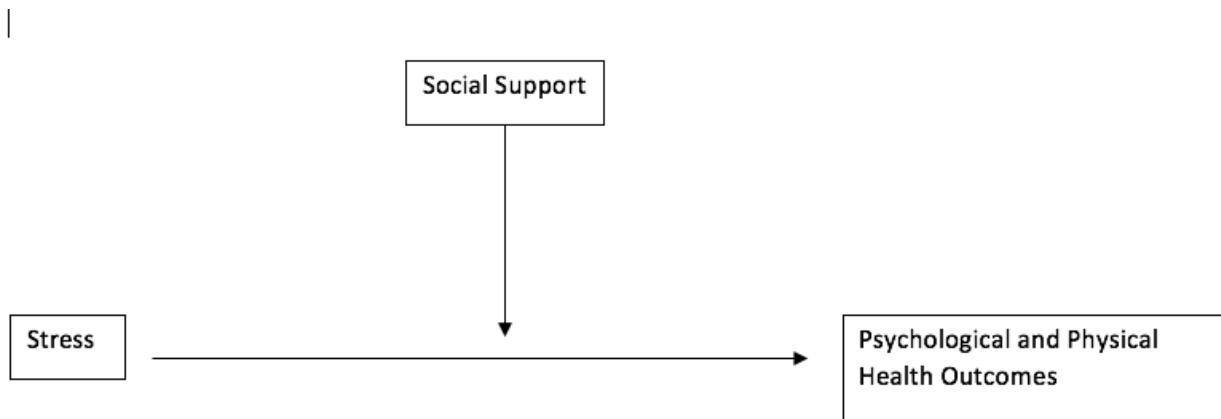 Social Support
Stress
Psychological and Physical
Health Outcomes